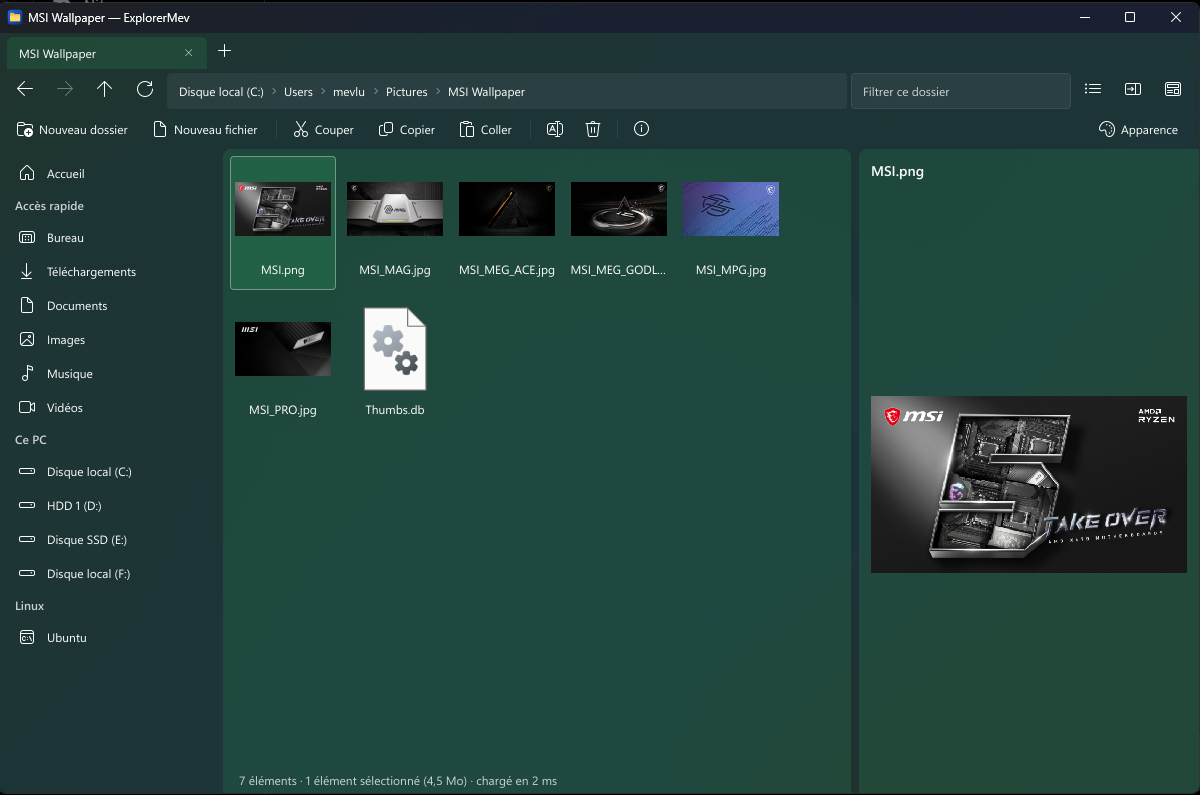 MSI Wallpaper — ExplorerMev
MSI Wallpaper
Disque local (C:) > Users > mevlu > Pictures > MSI Wallpaper
Filtrer ce dossier
Nouveau dossier
Nouveau fichier
Couper
Copier
Coller
Apparence
Accueil
Accès rapide
Bureau
Téléchargements
Documents
Images
Musique
Vidéos
Ce PC
Disque local (C:)
HDD 1 (D:)
Disque SSD (E:)
Disque local (F:)
Linux
Ubuntu
MSI.png
MSI_MAG.jpg
MSI_MEG_ACE.jpg
MSI_MEG_GODL...
MSI_MPG.jpg
MSI_PRO.jpg
Thumbs.db
7 éléments · 1 élément sélectionné (4,5 Mo) · chargé en 2 ms
MSI.png
msi
AMD
RYZEN
TAKE OVER
AMD X670 MOTHERBOARDS